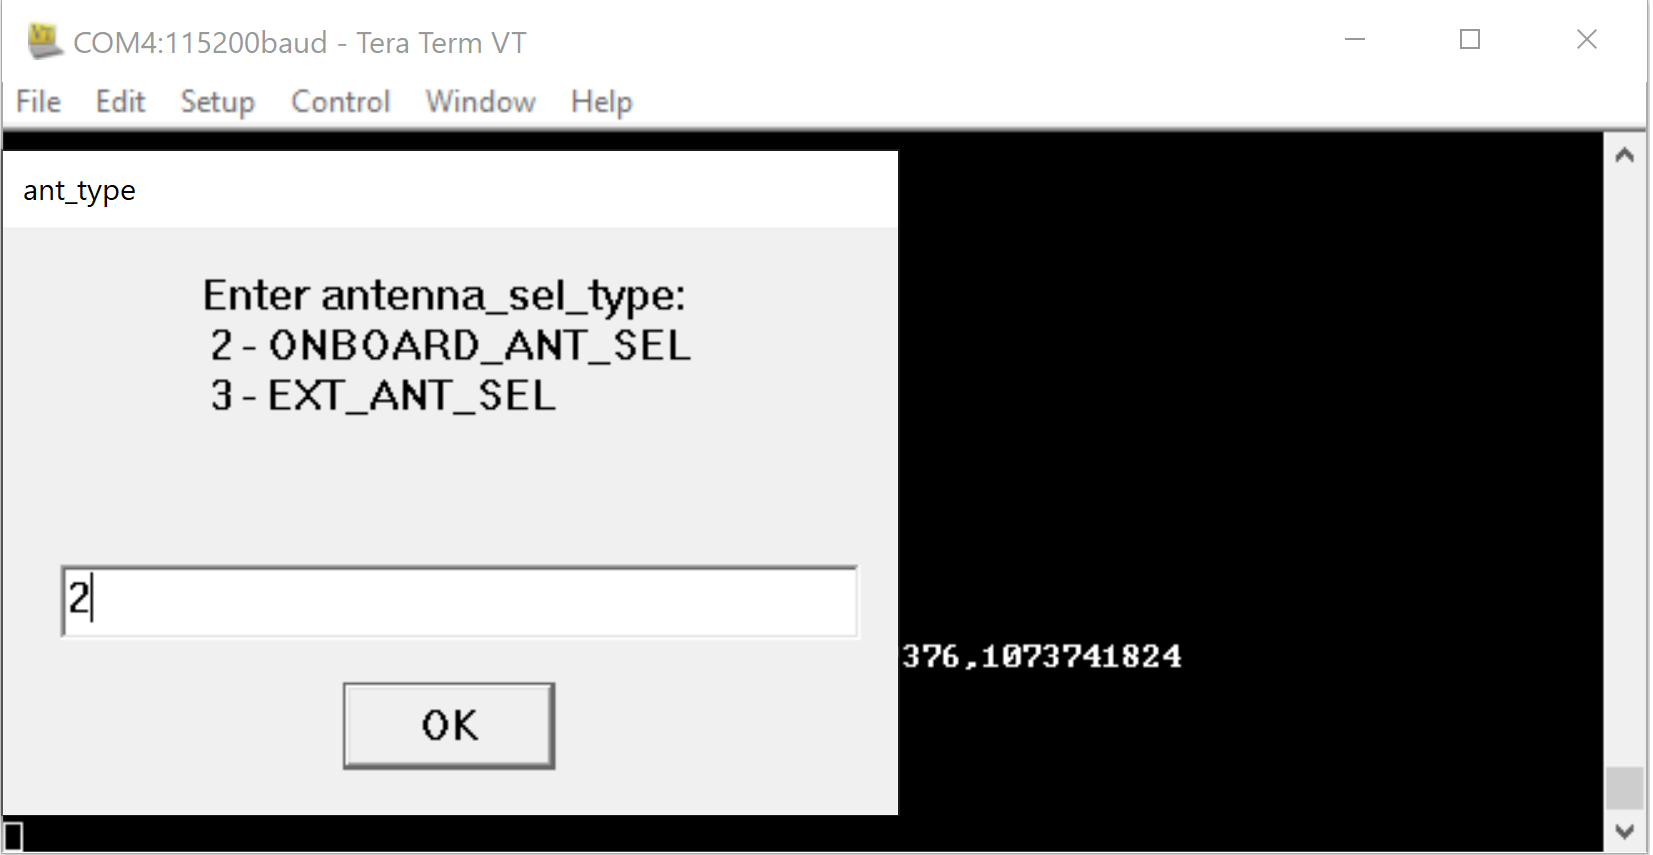 COM4:115200baud - Tera Term VT
File Edit Setup Control Window Help
ant_type
Enter antenna_sel_type:
2 - ONBOARD_ANT_SEL
3 - EXT_ANT_SEL
2
376,1073741824
OK